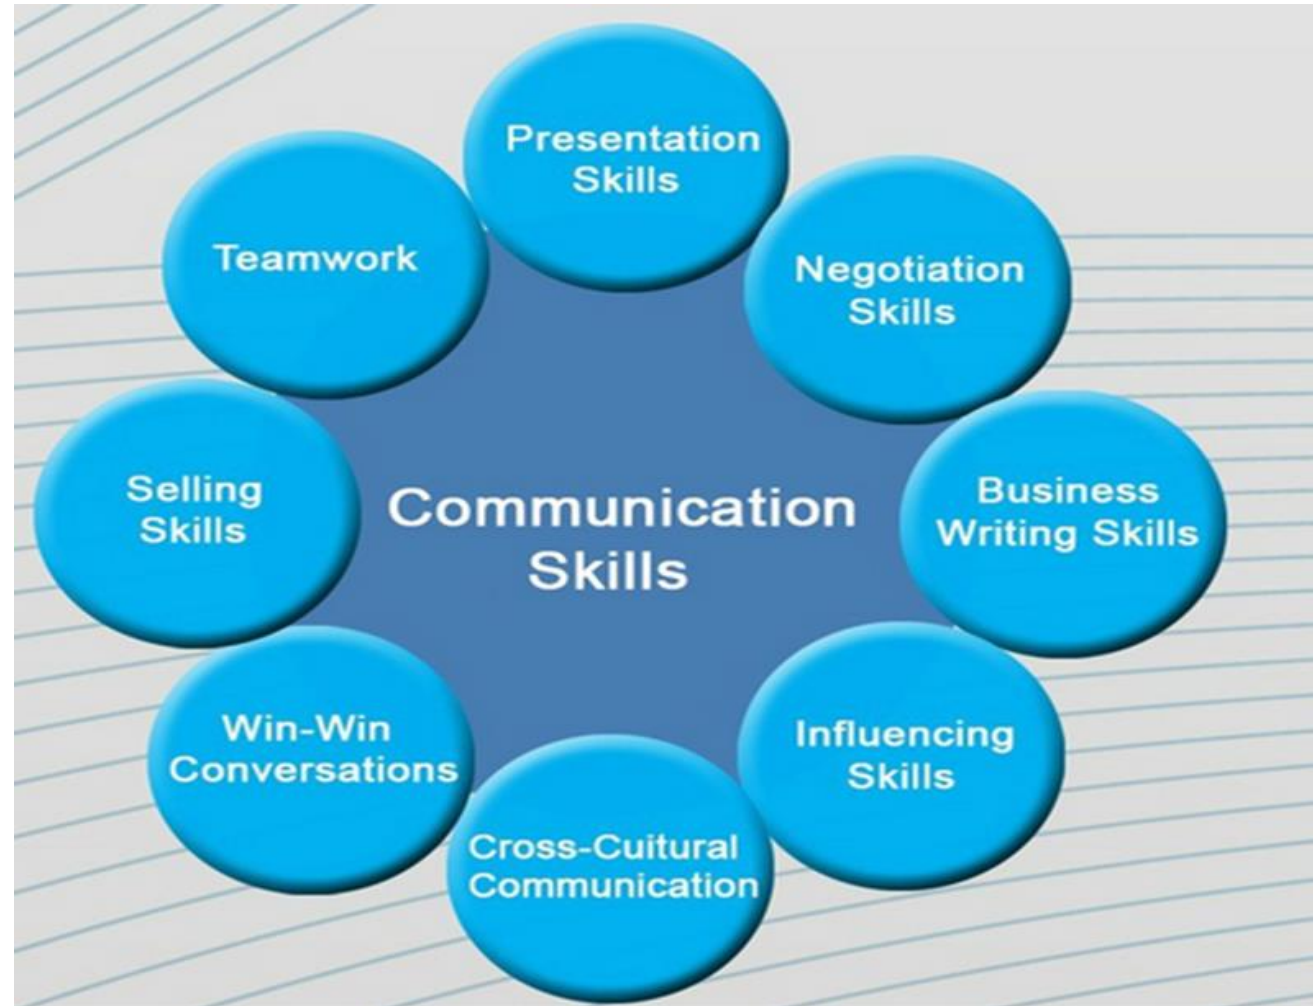 Presentation
Skills
Teamwork
Negotiation
Skills
Selling
Skills
Communication
Skills
Business
Writing Skills
Win-Win
Conversations
Influencing
Skills
Cross-Cuitural
Communication